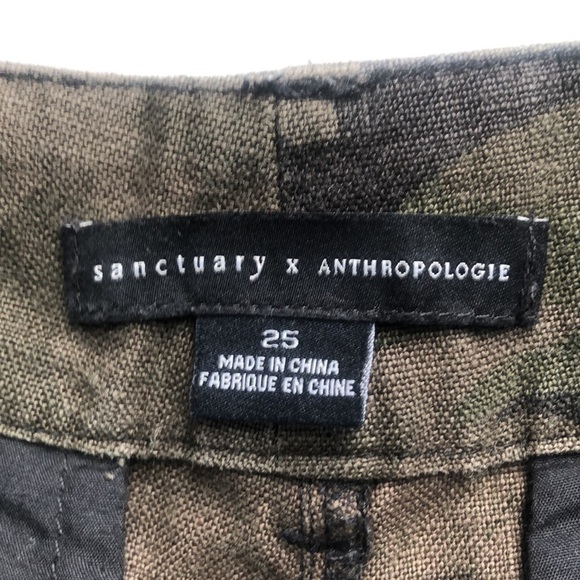 sanctuary x ANTHROPOLOGIE
25
MADE IN CHINA
FABRIQUE EN CHINE